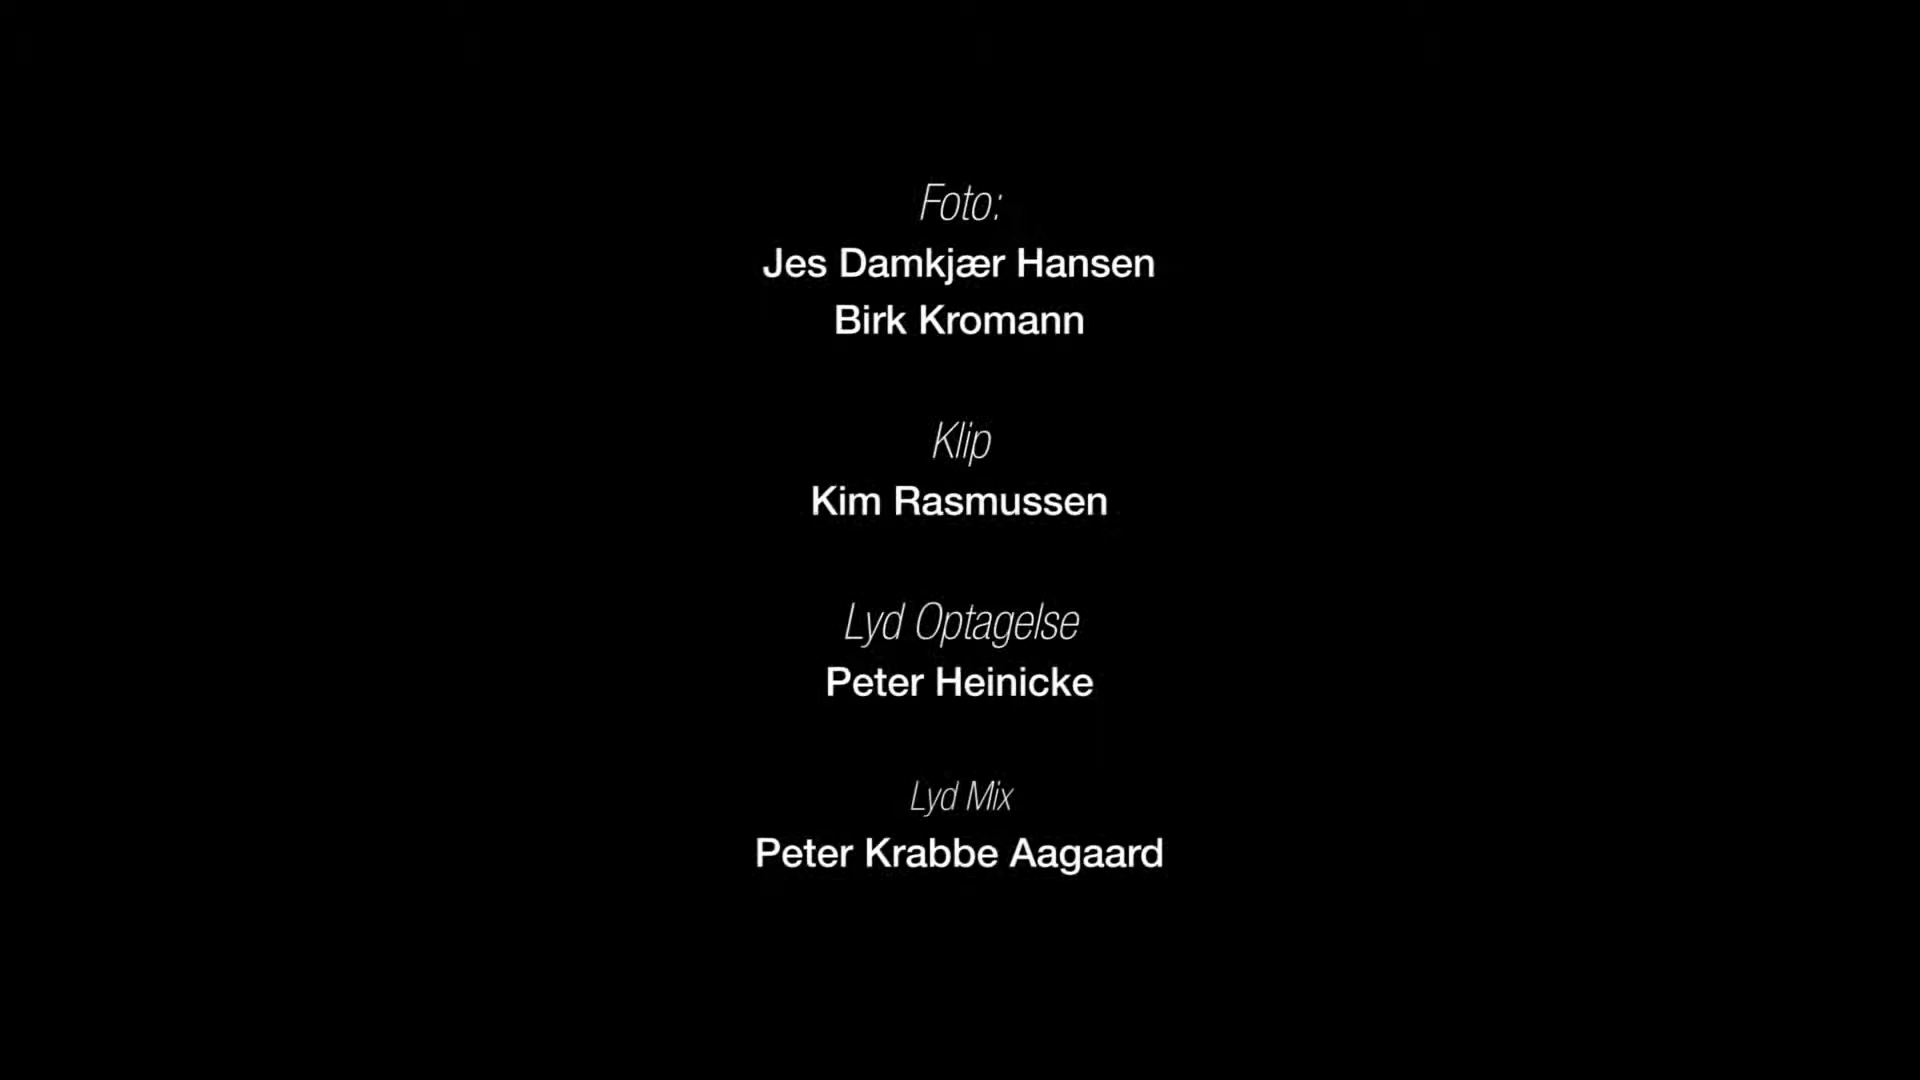 Foto:
Jes Damkjær Hansen
Birk Kromann
Klip
Kim Rasmussen
Lyd Optagelse
Peter Heinicke
Lyd Mix
Peter Krabbe Aagaard